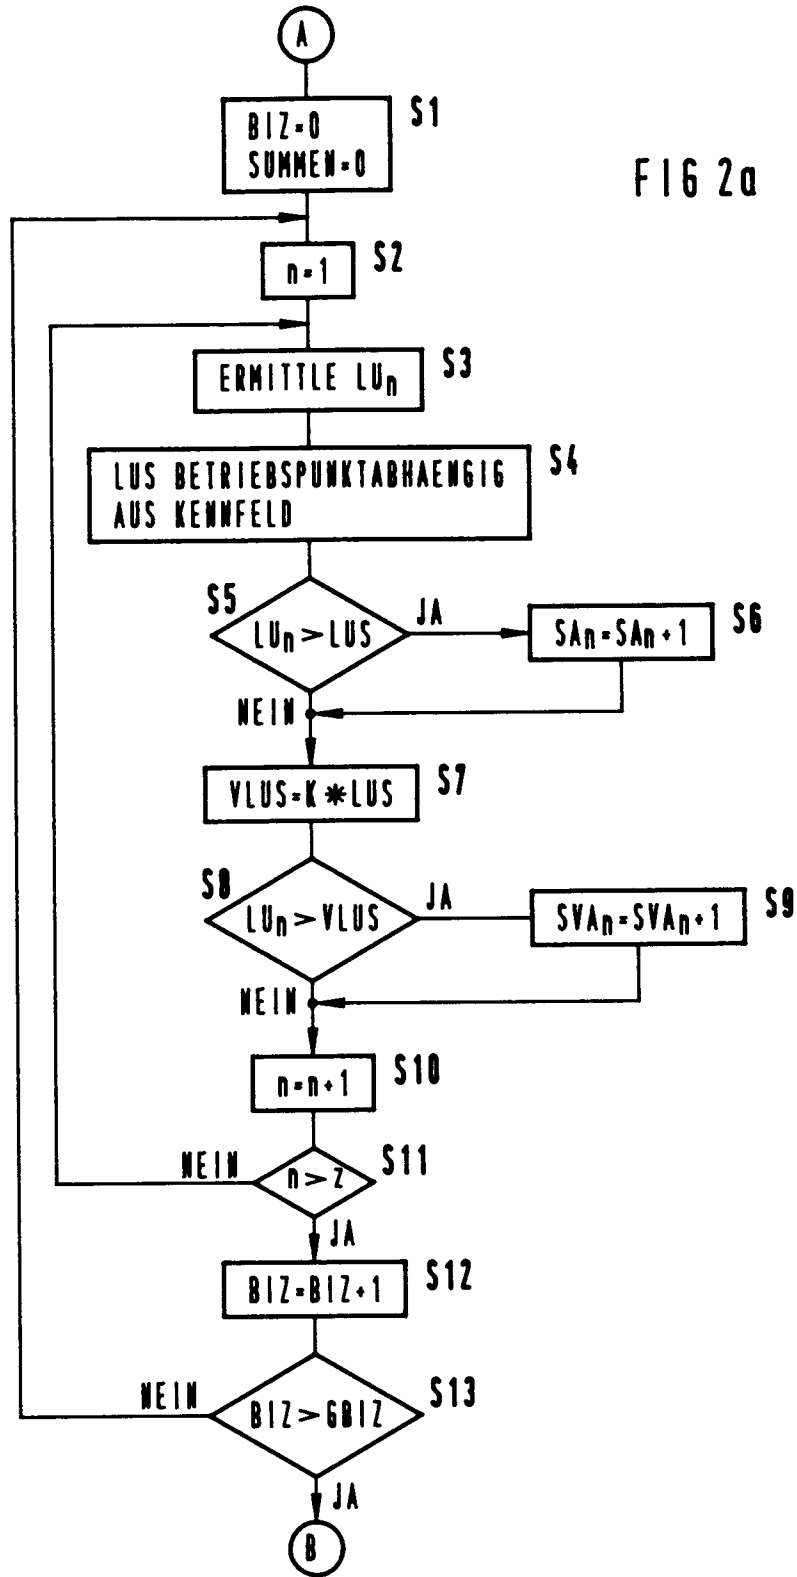 A
S1
BIZ=0
SUMMEN=0
FIG 2a
S2
n=1
S3
ERMITTLE LUn
S4
LUS BETRIEBSPUNKTABHAENGIG
AUS KENNFELD
S5
LUn>LUS
JA
SAn=SAn+1
S6
NEIN
VLUS=K*LUS
S7
S8
LUn>VLUS
JA
SVAn=SVAn+1
S9
NEIN
n=n+1
S10
NEIN
n>z
S11
JA
BIZ=BIZ+1
S12
NEIN
BIZ>GBIZ
S13
JA
B